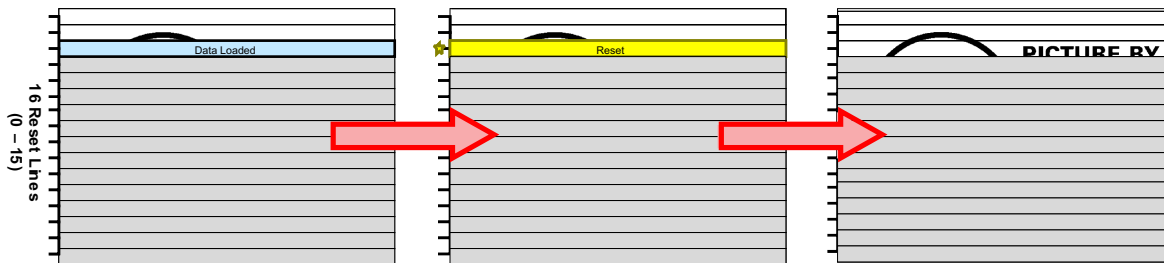 Data Loaded
Reset
PICTURE BY
16 Reset Lines
(0 – 15)